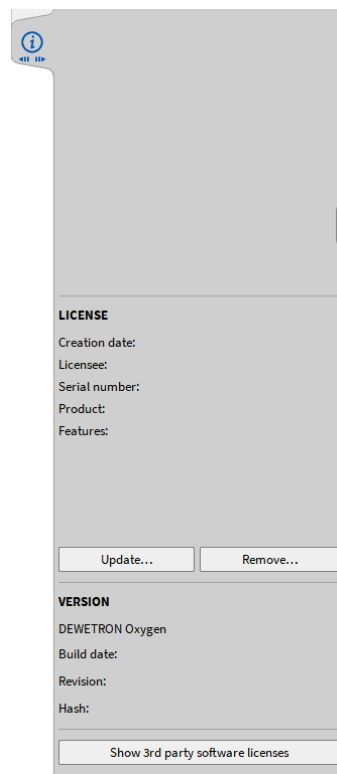 LICENSE
Creation date:
Licensee:
Serial number:
Product:
Features:
Update...
Remove...
VERSION
DEWETRON Oxygen
Build date:
Revision:
Hash:
Show 3rd party software licenses